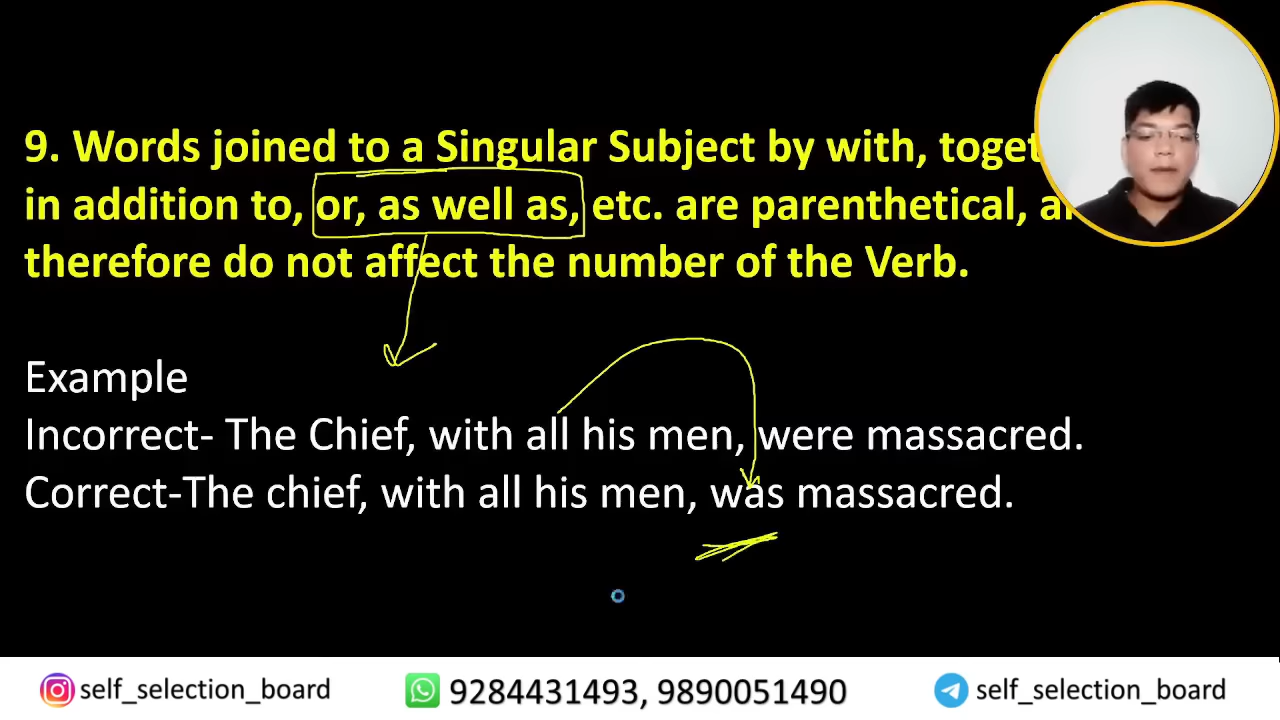 9. Words joined to a Singular Subject by with,
in addition to, or, as well as, etc. are parenthetical,
therefore do not affect the number of the Verb.
Example
Incorrect- The Chief, with all his men, were massacred.
Correct-The chief, with all his men, was massacred.
self_selection_board
9284431493, 9890051490
self_selection_board